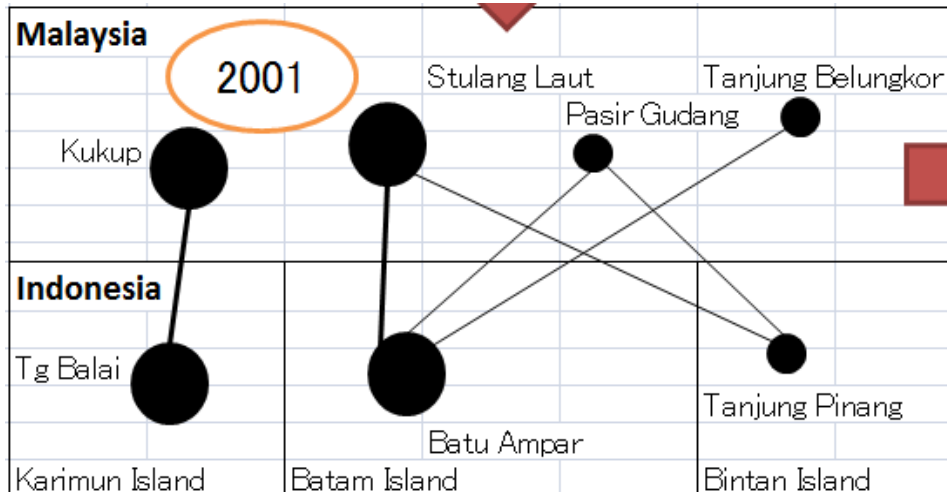 Malaysia
2001
Stulang Laut
Tanjung Belungkor
Pasir Gudang
Kukup
Indonesia
Tg Balai
Tanjung Pinang
Batu Ampar
Karimun Island
Batam Island
Bintan Island